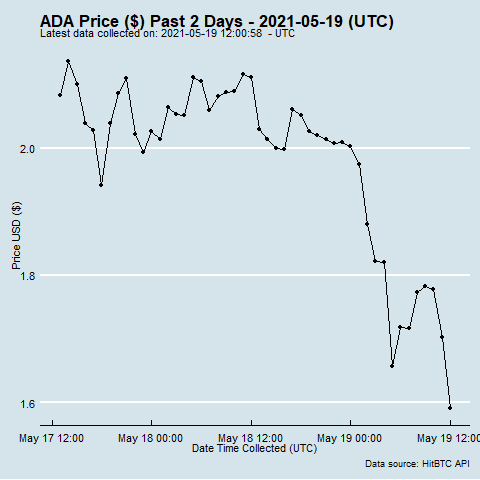 ADA Price ($) Past 2 Days - 2021-05-19 (UTC)
Latest data collected on: 2021-05-19 12:00:58 - UTC
Price USD ($)
2.0
1.8
1.6
May 17 12:00 May 18 00:00 May 18 12:00 May 19 00:00 May 19 12:00
Date Time Collected (UTC)
Data source: HitBTC API